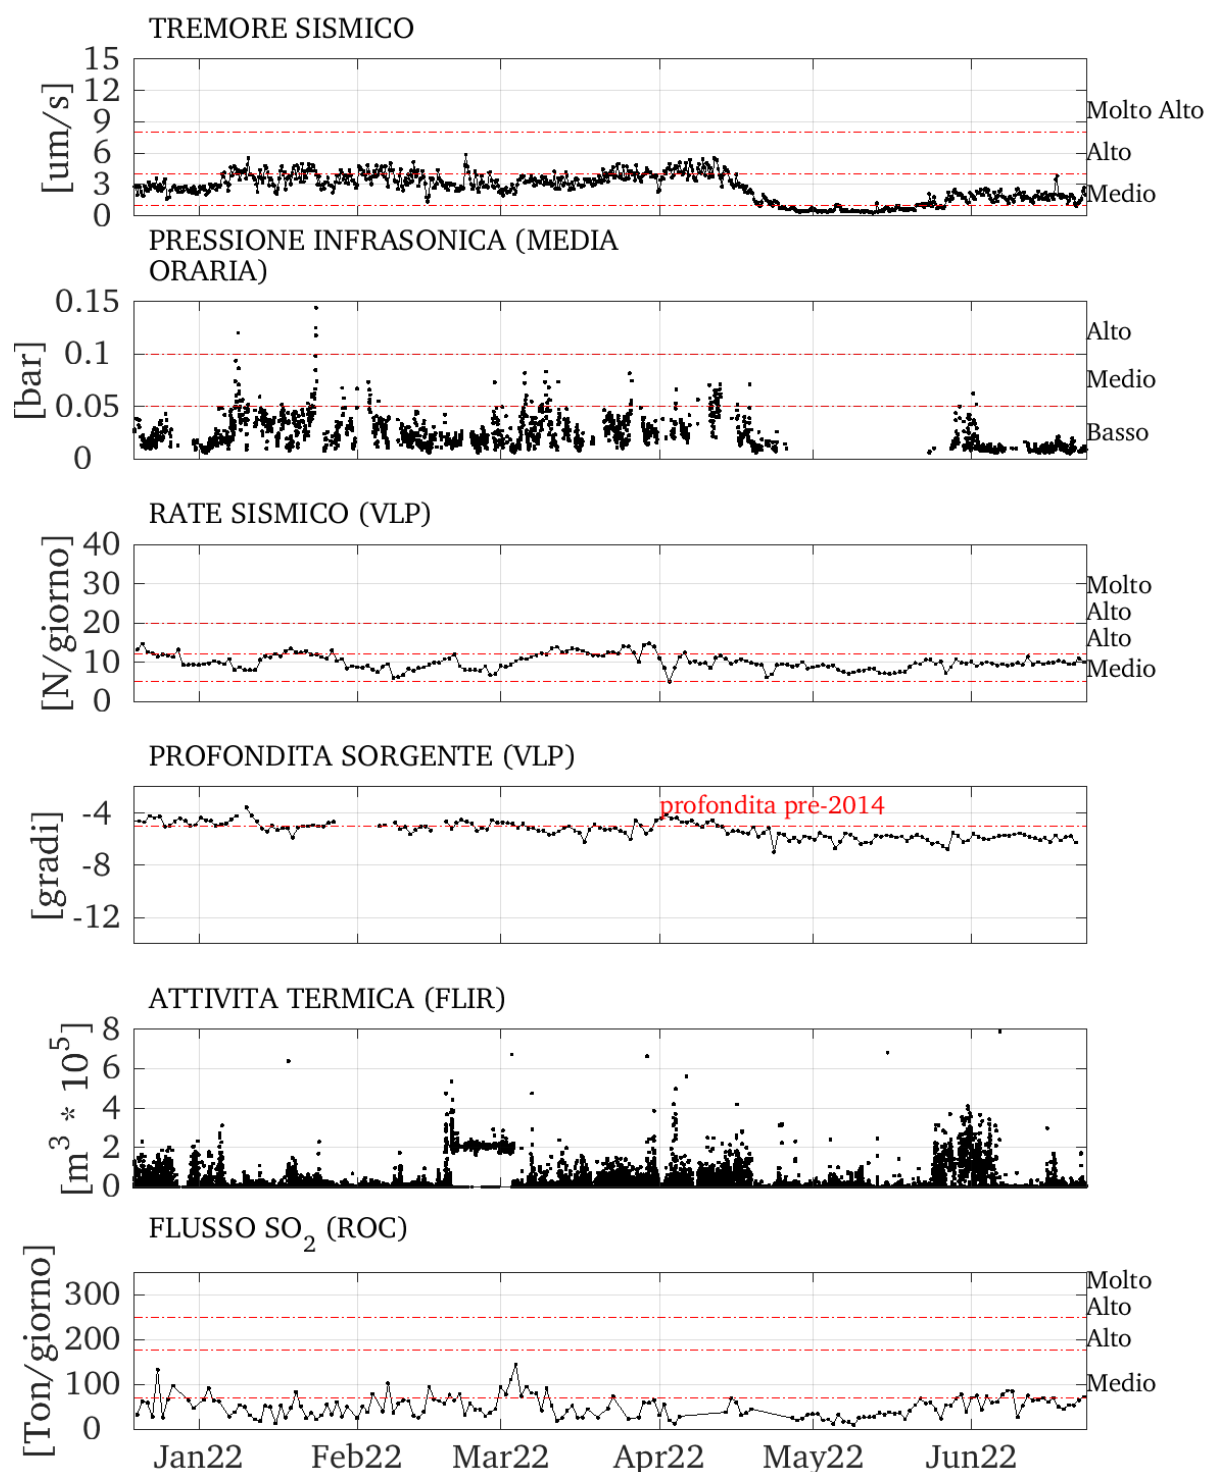 TREMORE SISMICO
15
12
9
6
3
0
[um/s]
Molto Alto
Alto
Medio
PRESSIONE INFRASONICA (MEDIA
ORARIA)
0.15
0.1
0.05
0
[bar]
Alto
Medio
Basso
RATE SISMICO (VLP)
40
30
20
10
0
[N/giorno]
Molto
Alto
Alto
Medio
PROFONDITA SORGENTE (VLP)
-4
-8
-12
[gradi]
profondita pre-2014
ATTIVITA TERMICA (FLIR)
8
6
4
2
0
[m³ * 10⁵]
FLUSSO SO₂ (ROC)
300
200
100
0
[Ton/giorno]
Molto
Alto
Alto
Medio
Jan22 Feb22 Mar22 Apr22 May22 Jun22